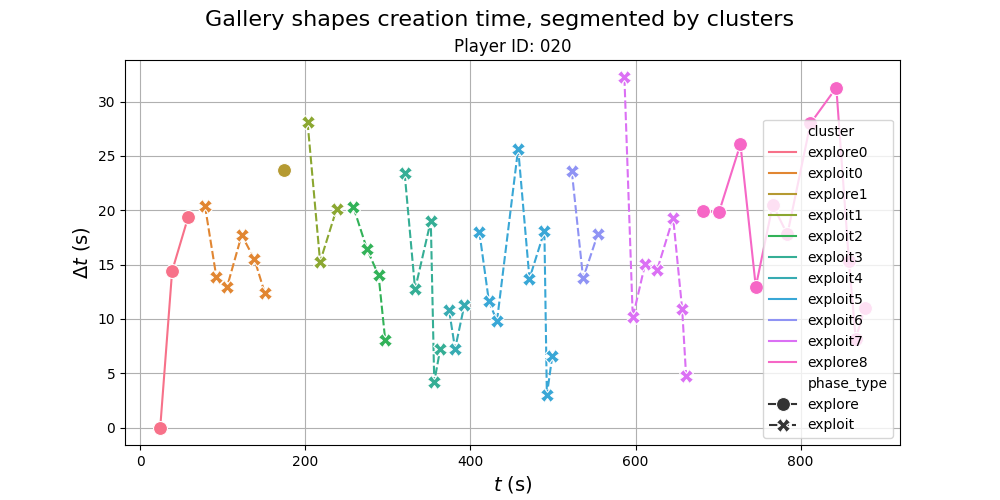 Gallery shapes creation time, segmented by clusters
Player ID: 020
Δt (s)
30
25
20
15
10
5
0
0 200 400 600 800
t (s)
cluster
explore0
exploit0
explore1
exploit1
exploit2
exploit3
exploit4
exploit5
exploit6
exploit7
explore8
phase_type
explore
exploit